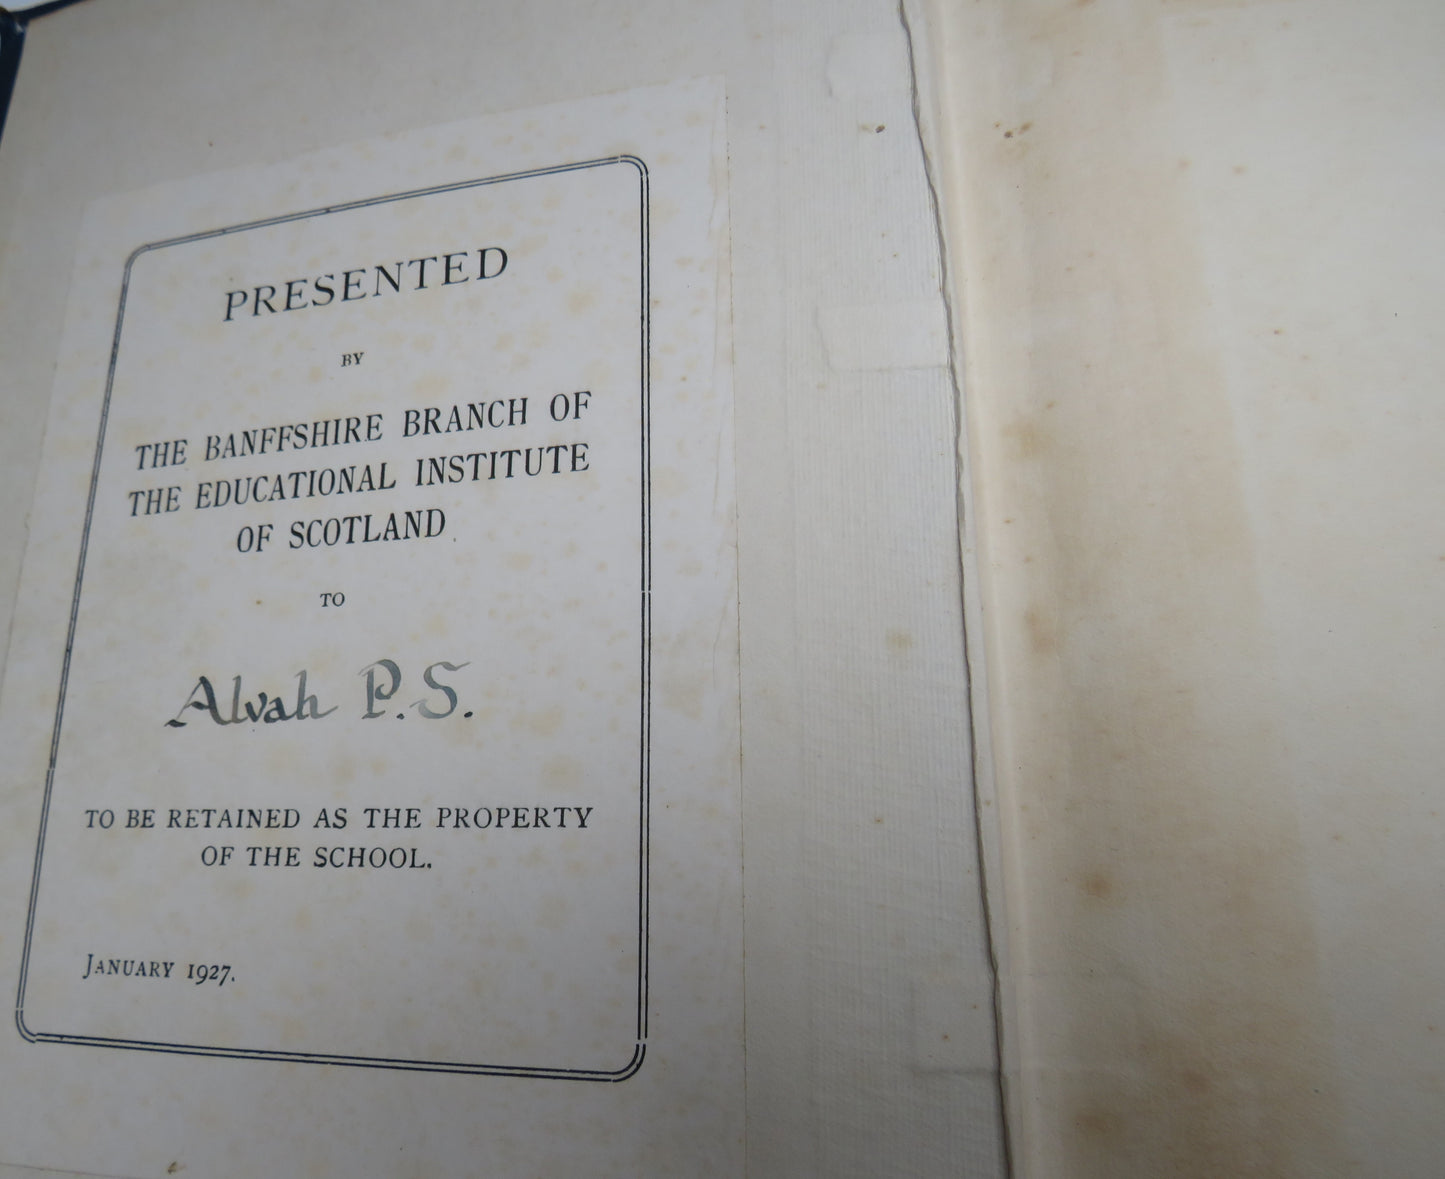 PRESENTED
BY
THE BANFFSHIRE BRANCH OF
THE EDUCATIONAL INSTITUTE
OF SCOTLAND
TO
Alvah P.S.
TO BE RETAINED AS THE PROPERTY
OF THE SCHOOL.
JANUARY 1927.